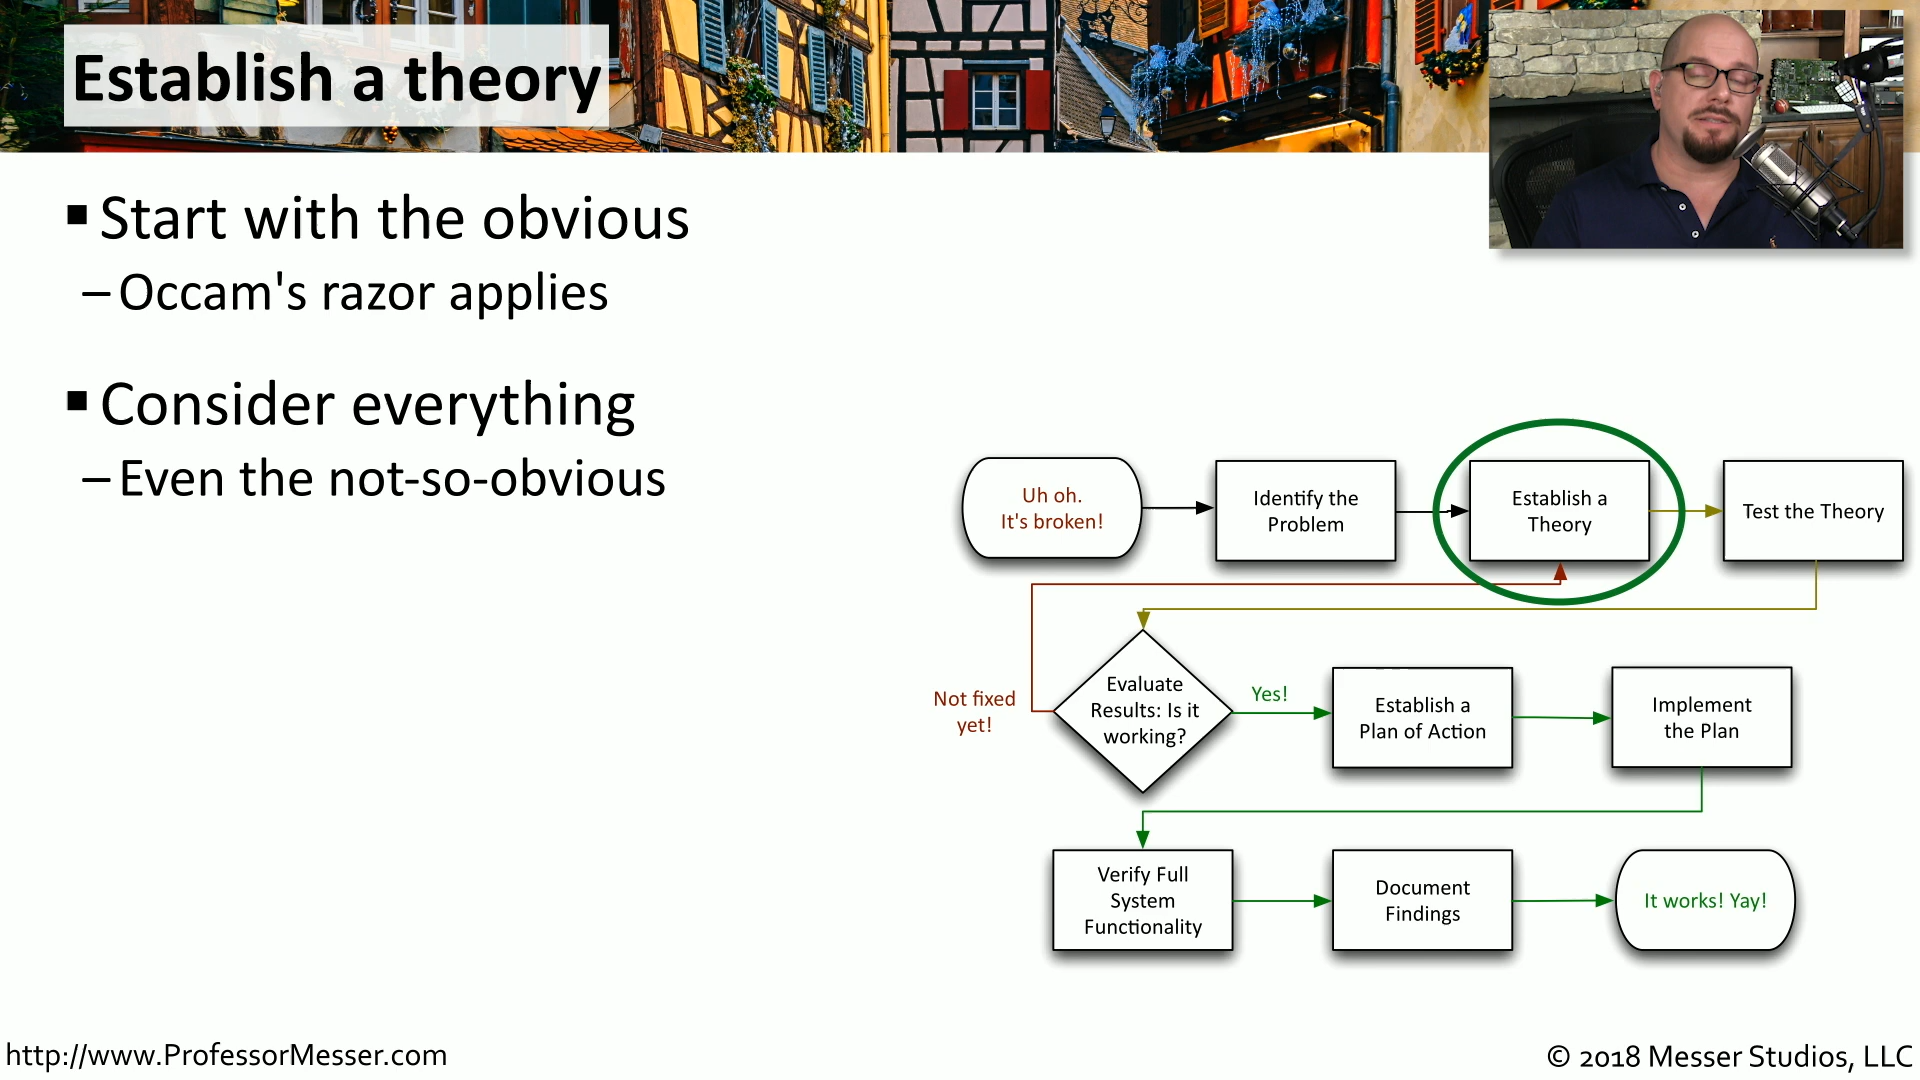 Establish a theory
▪ Start with the obvious
– Occam's razor applies
▪ Consider everything
– Even the not-so-obvious
Uh oh.
It's broken!
Identify the
Problem
Establish a
Theory
Test the Theory
Not fixed
yet!
Evaluate
Results: Is it
working?
Yes!
Establish a
Plan of Action
Implement
the Plan
Verify Full
System
Functionality
Document
Findings
It works! Yay!
http://www.ProfessorMesser.com
© 2018 Messer Studios, LLC